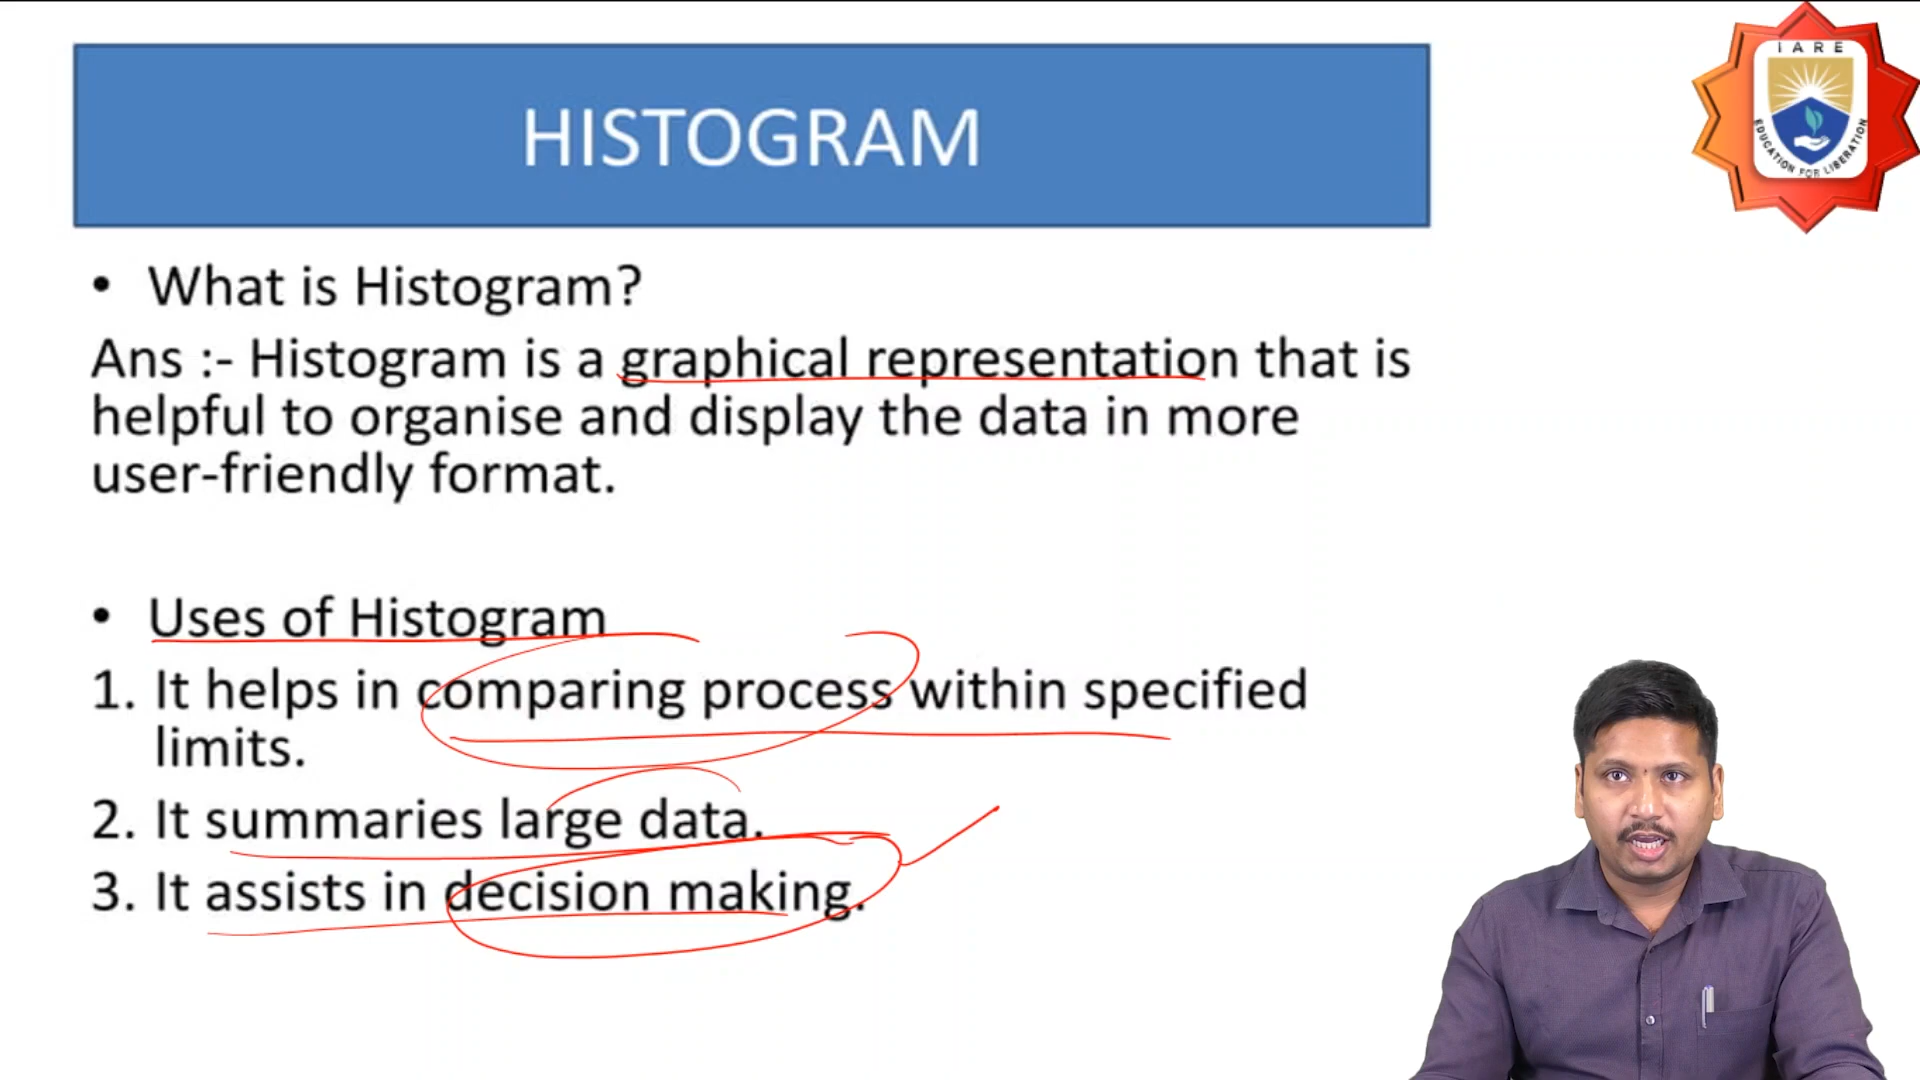 IARE
EDUCATION FOR LIBERATION
HISTOGRAM
• What is Histogram?
Ans :- Histogram is a graphical representation that is
helpful to organise and display the data in more
user-friendly format.
• Uses of Histogram
1. It helps in comparing process within specified
limits.
2. It summaries large data.
3. It assists in decision making.